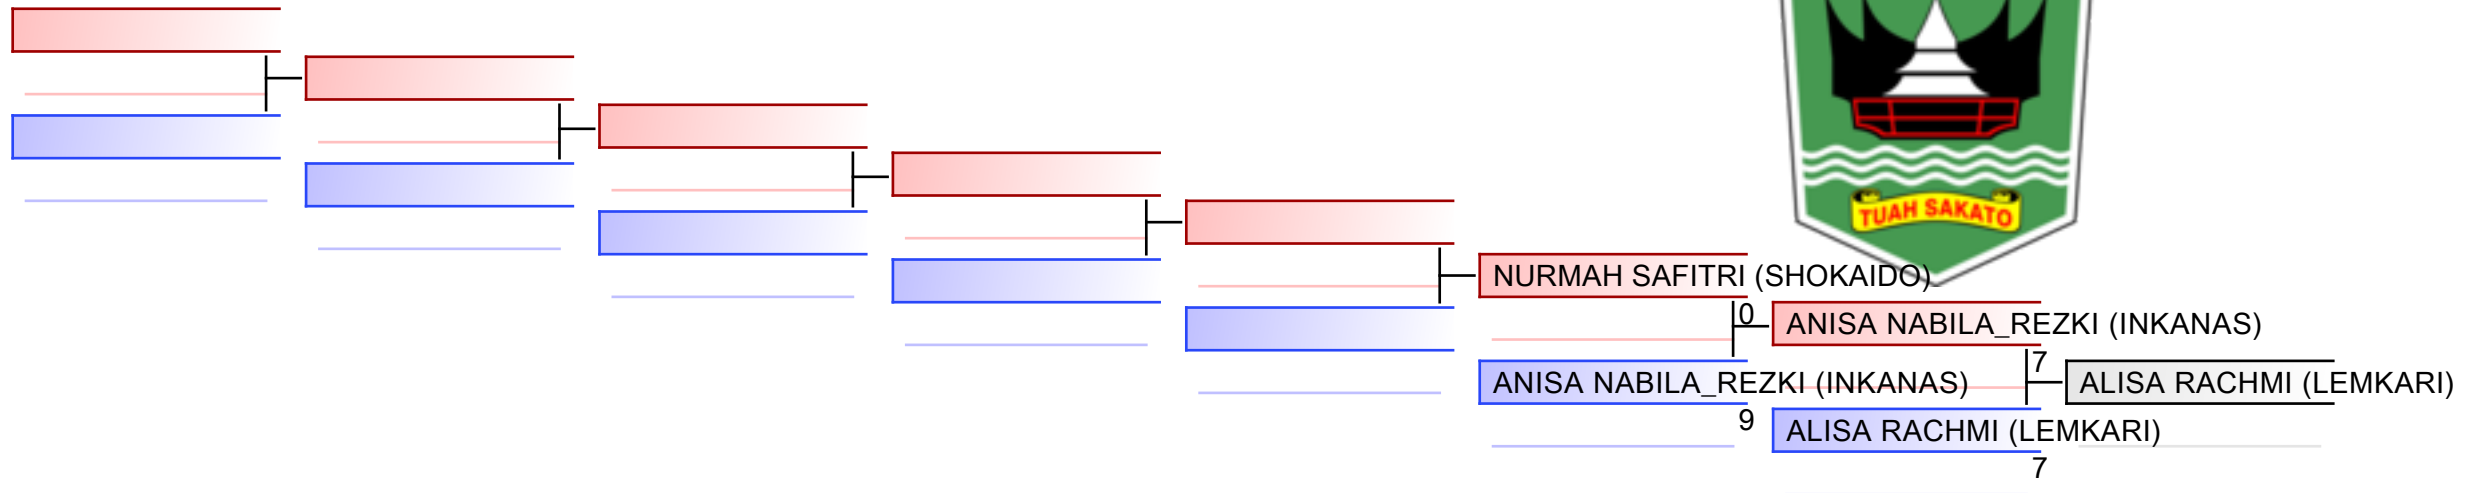 TUAH SAKATO
NURMAH SAFITRI (SHOKAIDO)
0
ANISA NABILA_REZKI (INKANAS)
7
ANISA NABILA_REZKI (INKANAS)
ALISA RACHMI (LEMKARI)
9
ALISA RACHMI (LEMKARI)
7